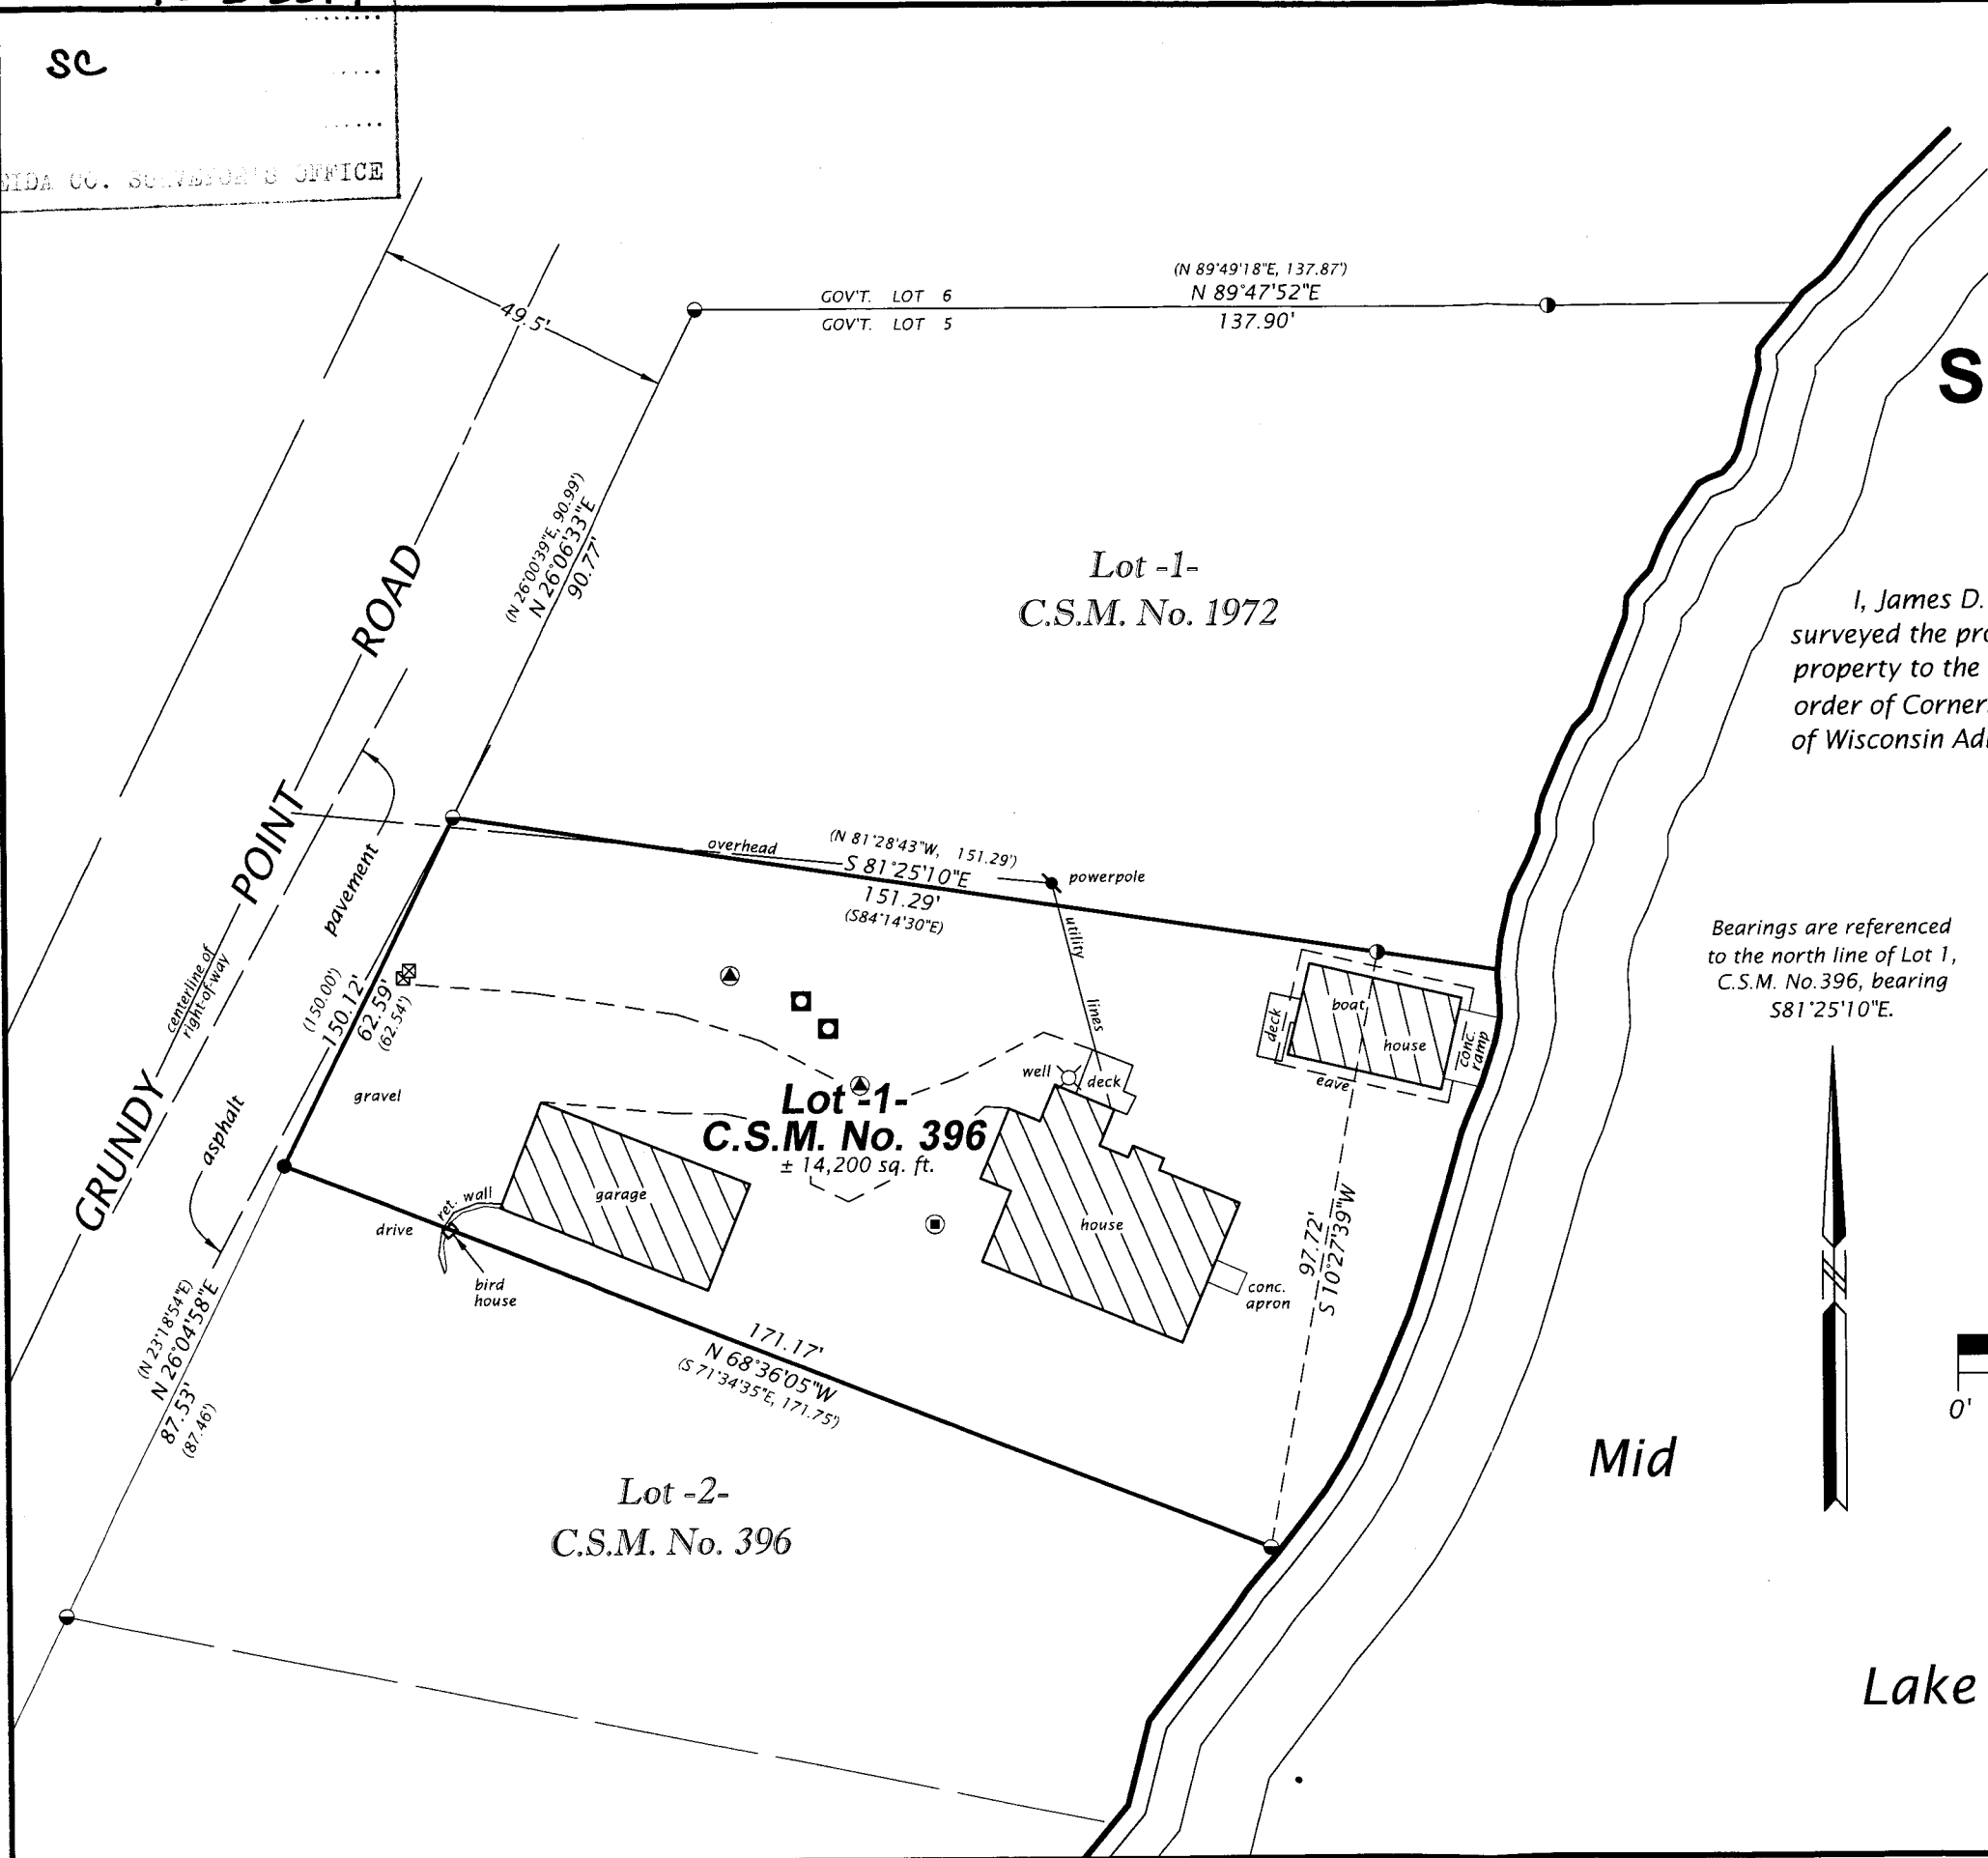 SC
CO. SURVEYOR'S OFFICE
49.5'
GOV'T. LOT 6
GOV'T. LOT 5
(N 89°49'18"E, 137.87')
N 89°47'52"E
137.90'
S
(N 26°00'39"E, 90.99')
N 26°06'33"E
90.77'
Lot -1-
C.S.M. No. 1972
I, James D.
surveyed the pro
property to the
order of Corner
of Wisconsin Ad
GRUNDY POINT ROAD
centerline of
right-of-way
asphalt pavement
overhead
(N 81°28'43"W, 151.29')
S 81°25'10"E
151.29'
(S84°14'30"E)
powerpole
utility lines
Bearings are referenced
to the north line of Lot 1,
C.S.M. No.396, bearing
S81°25'10"E.
(150.00')
150.12'
62.59'
(62.54')
deck
boat house
conc.
ramp
eave
well
deck
gravel
Lot -1-
C.S.M. No. 396
± 14,200 sq. ft.
ret. wall
garage
drive
house
bird
house
conc.
apron
97.72'
S 10°27'39"W
(N 23°18'54"E)
N 26°04'58"E
87.53'
(87.46')
171.17'
N 68°36'05"W
(S 71°34'35"E, 171.75')
0'
Lot -2-
C.S.M. No. 396
Mid
Lake